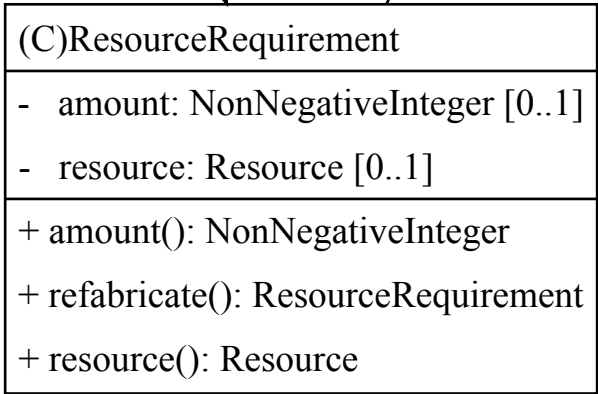 (C)ResourceRequirement
- amount: NonNegativeInteger [0..1]
- resource: Resource [0..1]
+ amount(): NonNegativeInteger
+ refabricate(): ResourceRequirement
+ resource(): Resource